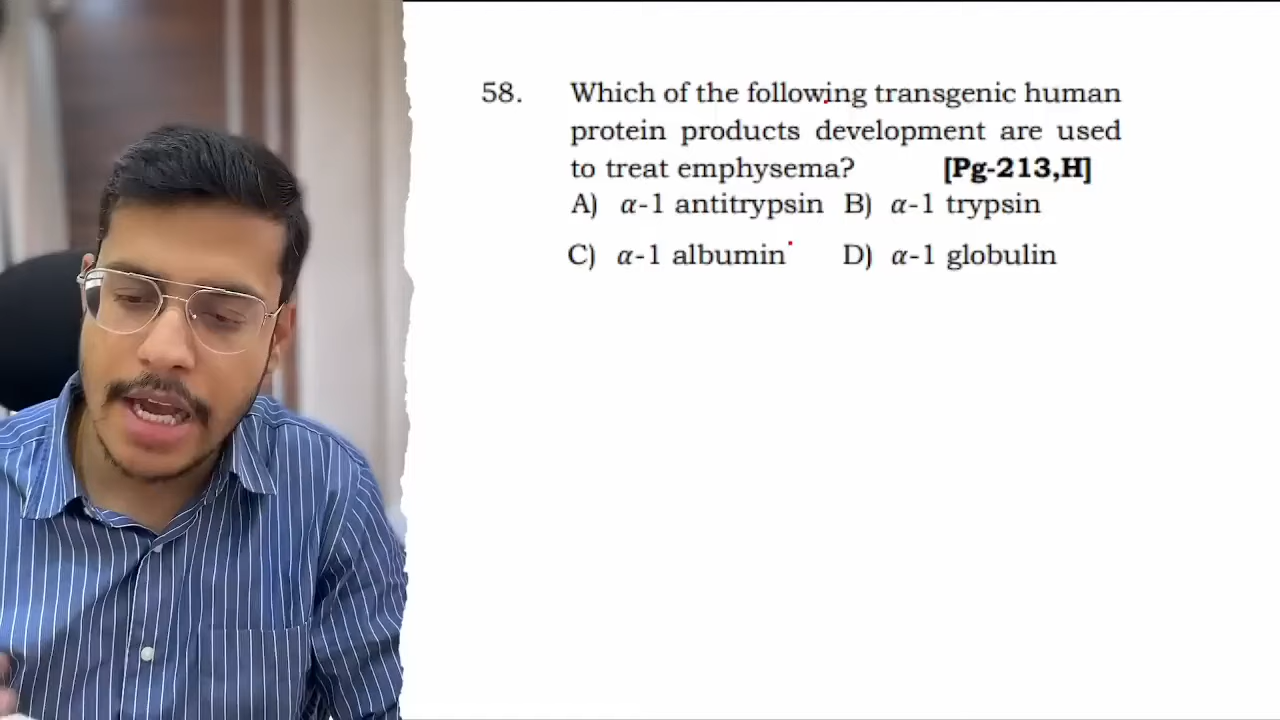 58. Which of the following transgenic human
protein products development are used
to treat emphysema? [Pg-213,H]
A) α-1 antitrypsin B) α-1 trypsin
C) α-1 albumin D) α-1 globulin